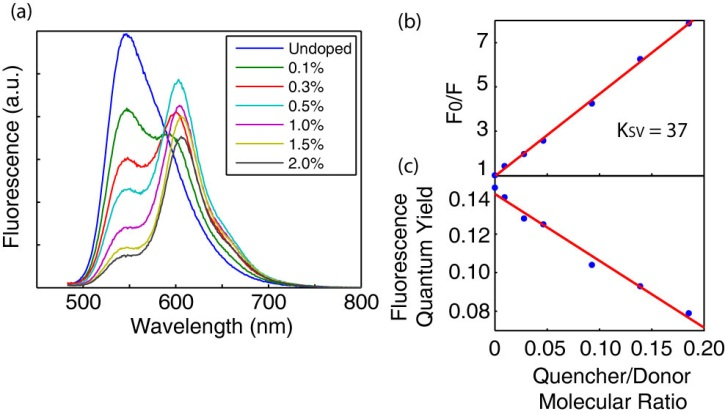 (a)
Fluorescence (a.u.)
Undoped
0.1%
0.3%
0.5%
1.0%
1.5%
2.0%
500
600
700
800
Wavelength (nm)
(b)
F0/F
7
5
3
1
KSV = 37
(c)
Fluorescence
Quantum Yield
0.14
0.12
0.10
0.08
0
0.05
0.10
0.15
0.20
Quencher/Donor
Molecular Ratio